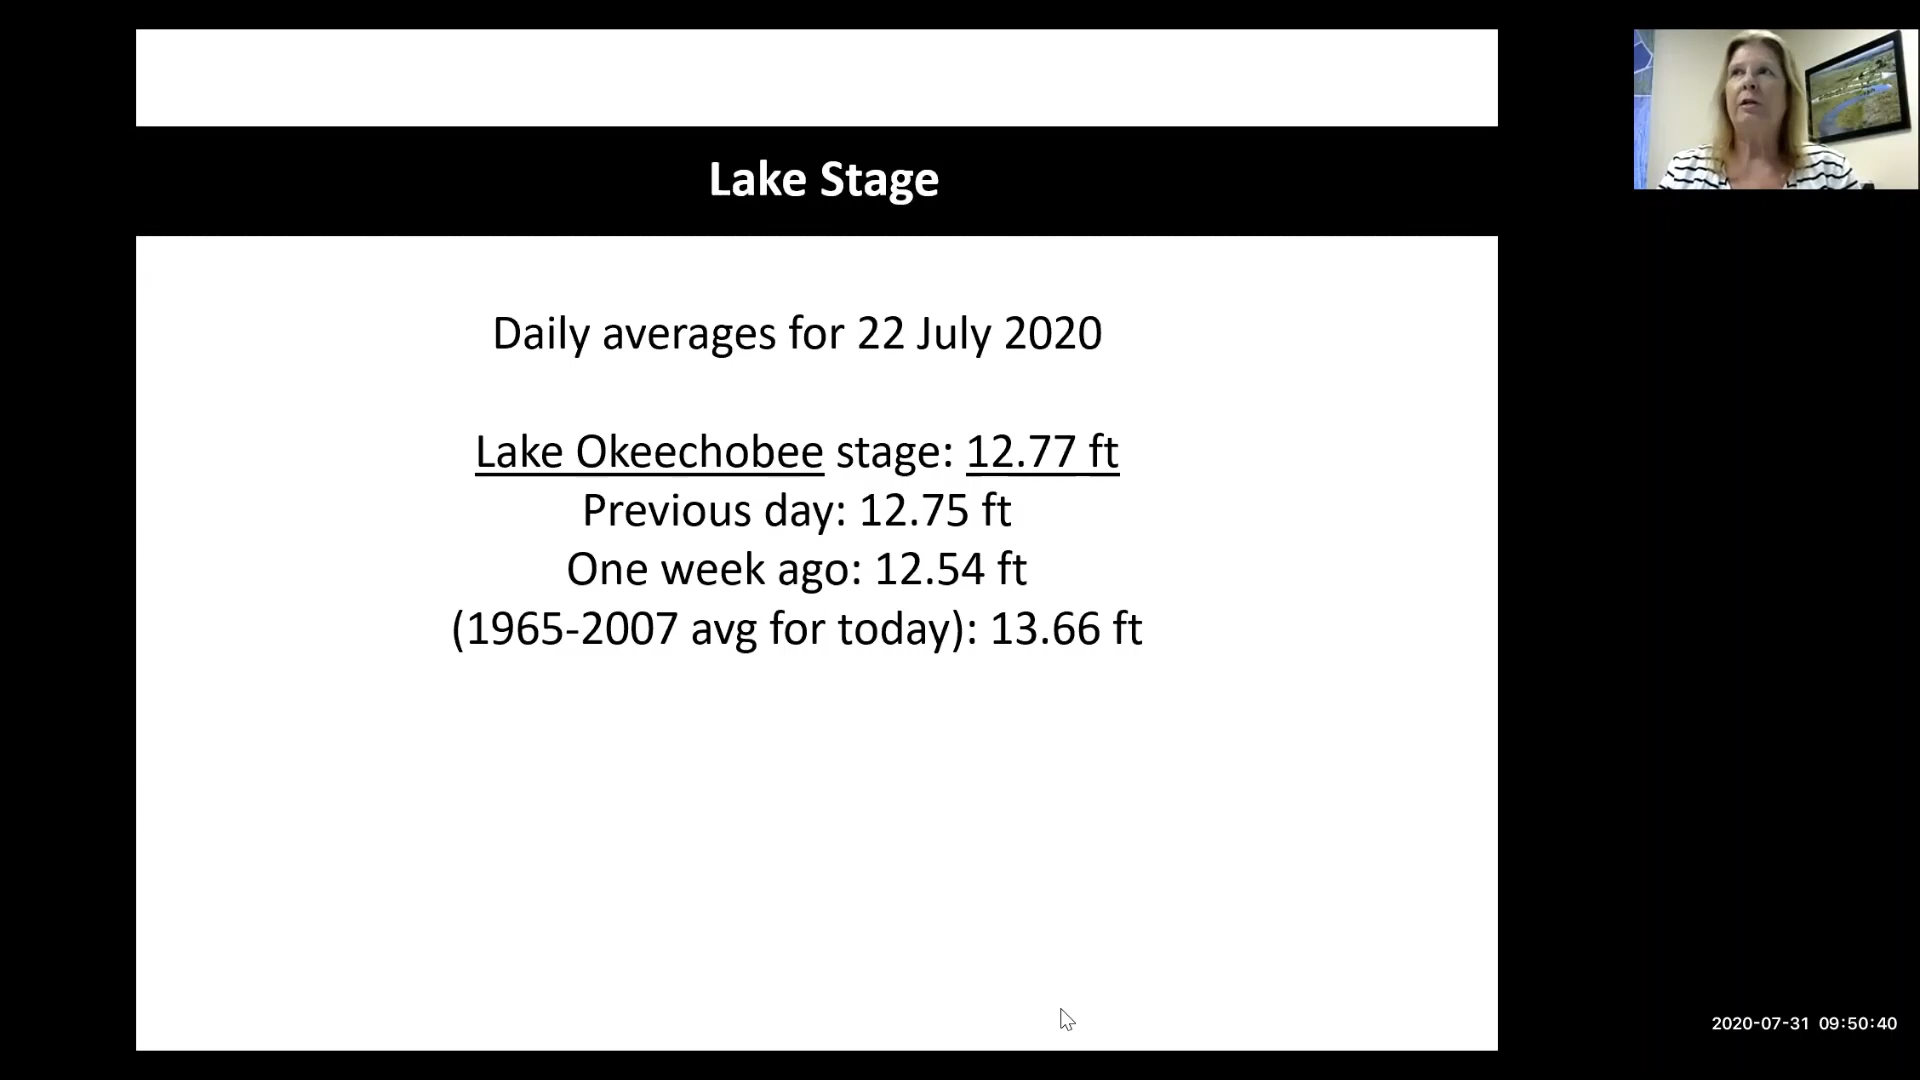 Lake Stage
Daily averages for 22 July 2020
Lake Okeechobee stage: 12.77 ft
Previous day: 12.75 ft
One week ago: 12.54 ft
(1965-2007 avg for today): 13.66 ft
2020-07-31 09:50:40